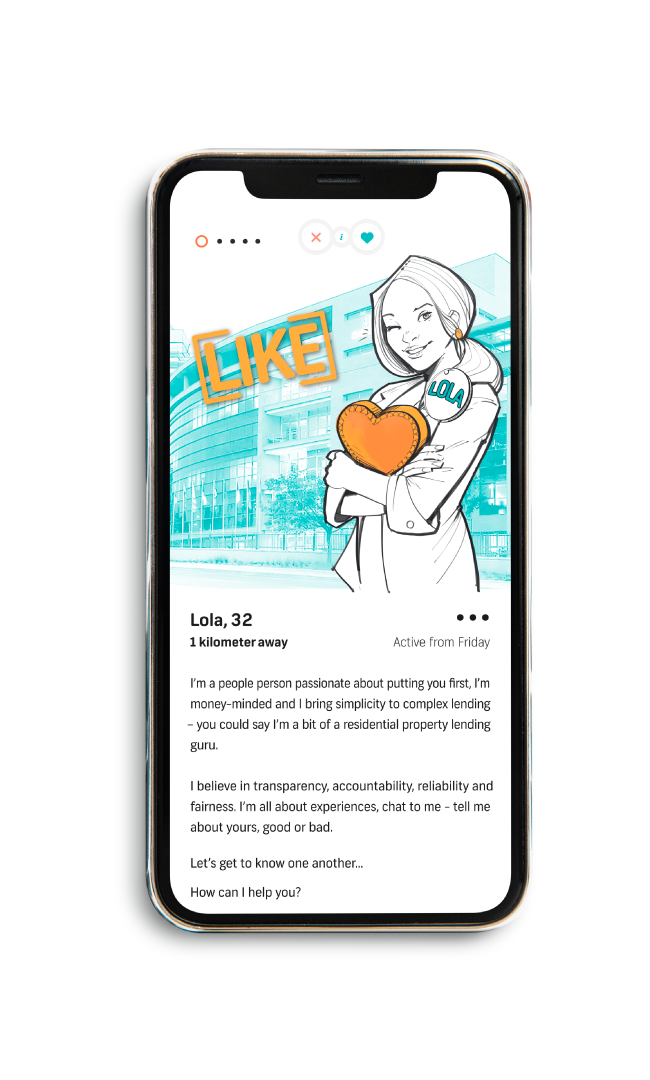 i
LIKE
LOLA
Lola, 32
1 kilometer away
Active from Friday
I'm a people person passionate about putting you first, I'm
money-minded and I bring simplicity to complex lending
– you could say I'm a bit of a residential property lending
guru.
I believe in transparency, accountability, reliability and
fairness. I'm all about experiences, chat to me - tell me
about yours, good or bad.
Let's get to know one another...
How can I help you?